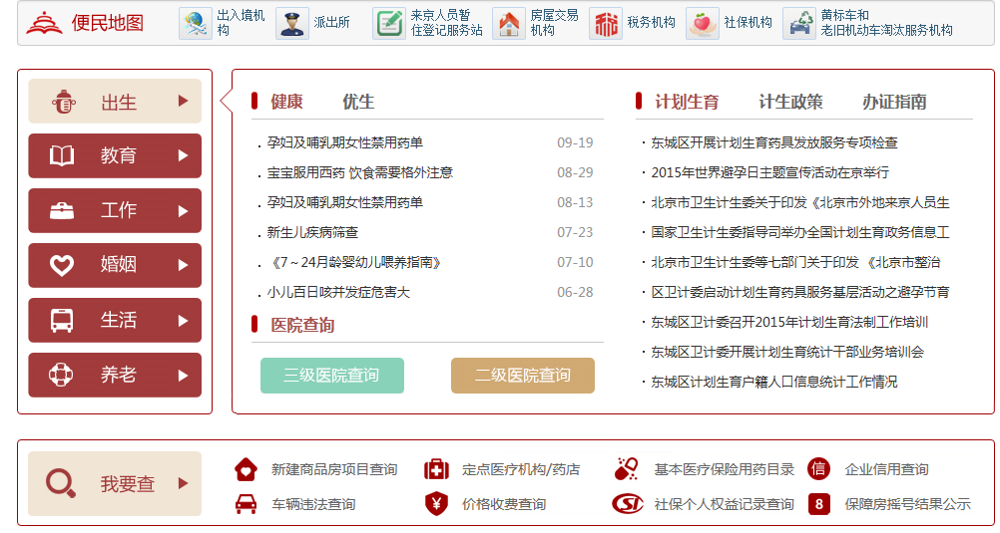 便民地图
出入境机
构
派出所
来京人员暂
住登记服务站
房屋交易
机构
税务机构
社保机构
黄标车和
老旧机动车淘汰服务机构
出生
教育
工作
婚姻
生活
养老
健康 优生
孕妇及哺乳期女性禁用药单 09-19
宝宝服用西药 饮食需要格外注意 08-29
孕妇及哺乳期女性禁用药单 08-13
新生儿疾病筛查 07-23
《7～24月龄婴幼儿喂养指南》 07-10
小儿百日咳并发症危害大 06-28
医院查询
三级医院查询 二级医院查询
计划生育 计生政策 办证指南
东城区开展计划生育药具发放服务专项检查
2015年世界避孕日主题宣传活动在京举行
北京市卫生计生委关于印发《北京市外地来京人员生
国家卫生计生委指导司举办全国计划生育政务信息工
北京市卫生计生委等七部门关于印发 《北京市整治
区卫计委启动计划生育药具服务基层活动之避孕节育
东城区卫计委召开2015年计划生育法制工作培训
东城区卫计委开展计划生育统计干部业务培训会
东城区计划生育户籍人口信息统计工作情况
我要查
新建商品房项目查询 定点医疗机构/药店 基本医疗保险用药目录 信 企业信用查询
车辆违法查询 ¥ 价格收费查询 CSI 社保个人权益记录查询 8 保障房摇号结果公示